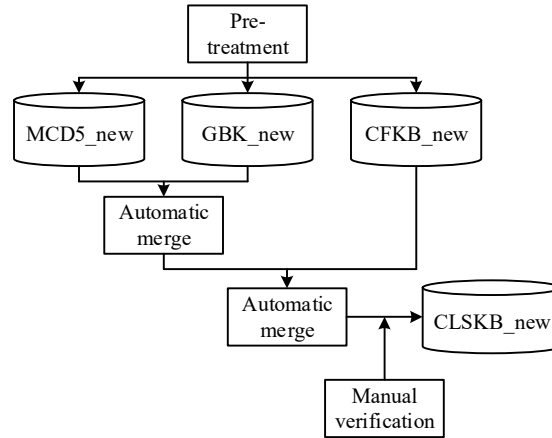 Pre-
treatment
MCD5_new
GBK_new
CFKB_new
Automatic
merge
Automatic
merge
CLSKB_new
Manual
verification